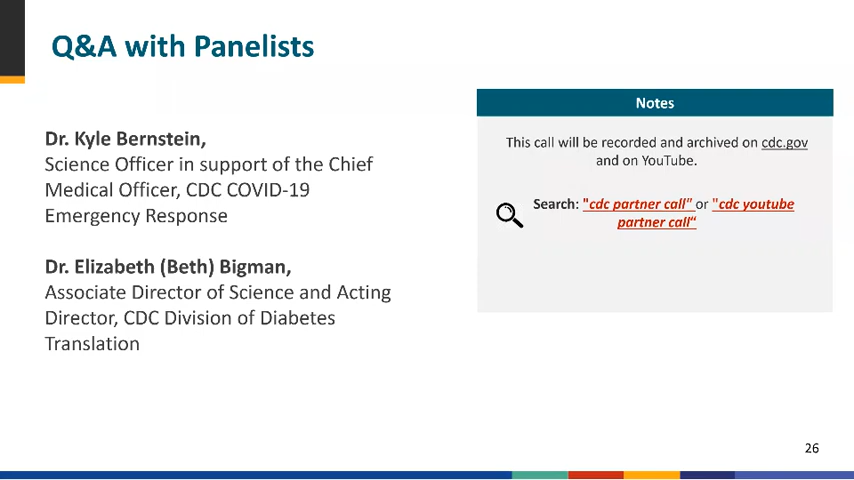 Q&A with Panelists
Dr. Kyle Bernstein,
Science Officer in support of the Chief
Medical Officer, CDC COVID-19
Emergency Response
Dr. Elizabeth (Beth) Bigman,
Associate Director of Science and Acting
Director, CDC Division of Diabetes
Translation
Notes
This call will be recorded and archived on cdc.gov
and on YouTube.
Search: "cdc partner call" or "cdc youtube
partner call“
26